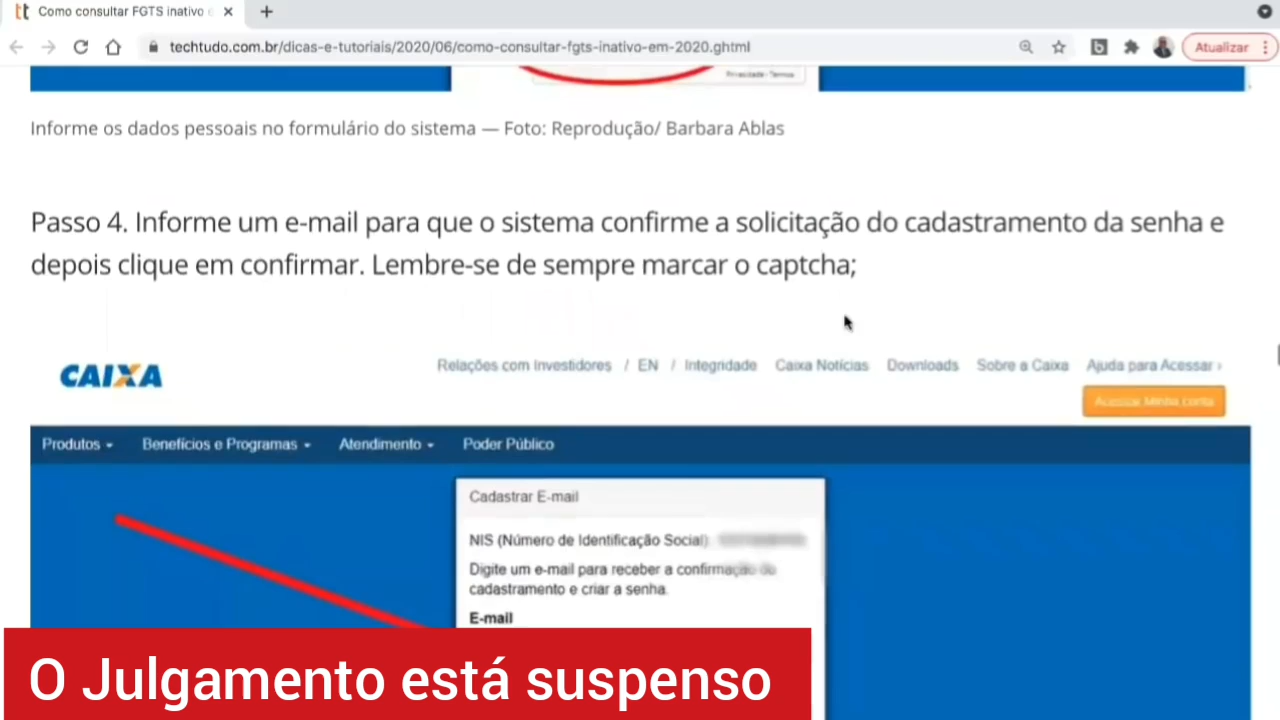 Como consultar FGTS inativo
techtudo.com.br/dicas-e-tutoriais/2020/06/como-consultar-fgts-inativo-em-2020.ghtml
Atualizar
Privacidade - Termos
Informe os dados pessoais no formulário do sistema — Foto: Reprodução/ Barbara Ablas
Passo 4. Informe um e-mail para que o sistema confirme a solicitação do cadastramento da senha e
depois clique em confirmar. Lembre-se de sempre marcar o captcha;
CAIXA
Relações com Investidores / EN / Integridade Caixa Notícias Downloads Sobre a Caixa Ajuda para Acessar ›
Acessar Minha conta
Produtos Benefícios e Programas Atendimento Poder Público
Cadastrar E-mail
NIS (Número de Identificação Social)
Digite um e-mail para receber a confirmação do
cadastramento e criar a senha.
E-mail
O Julgamento está suspenso